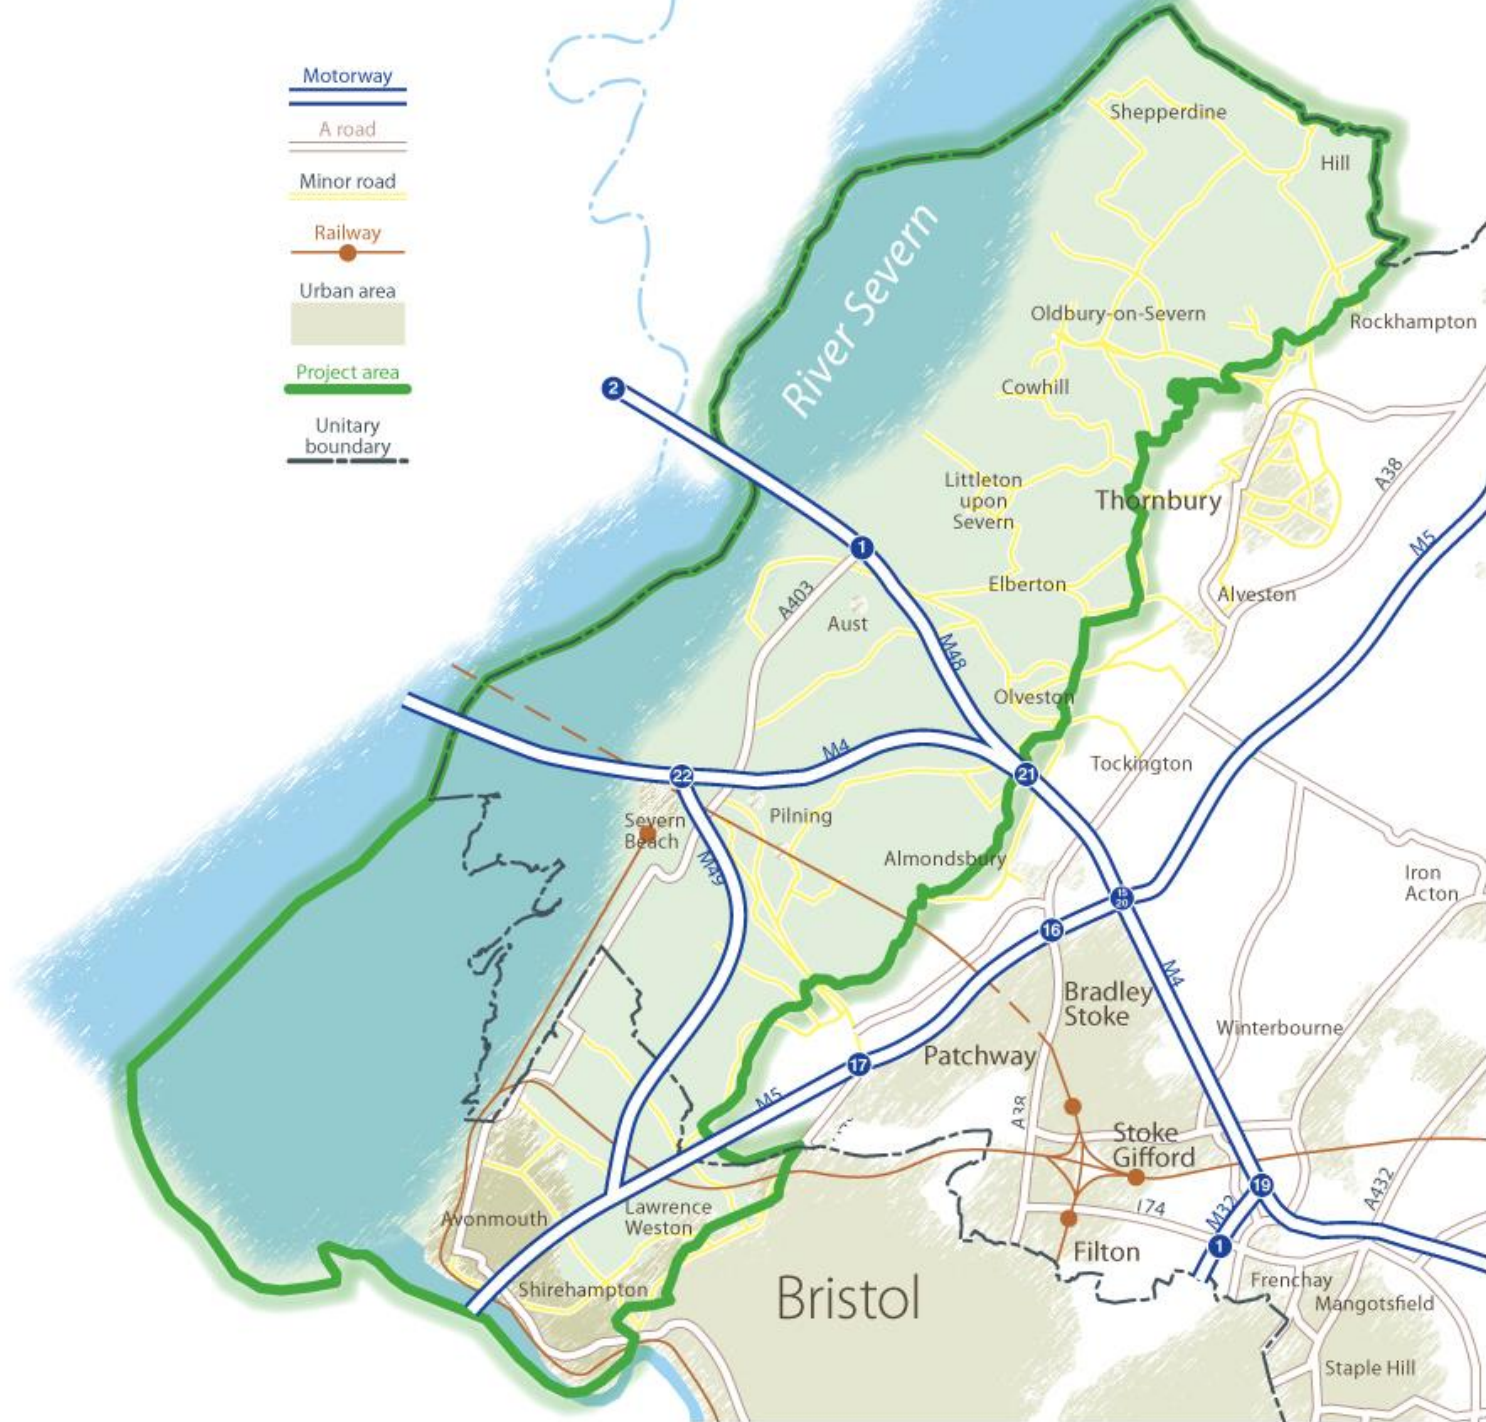 Motorway
A road
Minor road
Railway
Urban area
Project area
Unitary
boundary
Shepperdine
Hill
River Severn
Oldbury-on-Severn
Rockhampton
2
Cowhill
A38
Littleton
upon
Severn
Thornbury
M5
1
A403
Elberton
Alveston
Aust
M48
Olveston
M4
Tockington
22
21
Severn
Beach
Pilning
M49
Almondsbury
15
20
Iron
Acton
16
M4
Bradley
Stoke
Winterbourne
Patchway
17
M5
A38
Stoke
Gifford
19
A432
M32
174
Avonmouth
Lawrence
Weston
Filton
1
Shirehampton
Bristol
Frenchay
Mangotsfield
Staple Hill